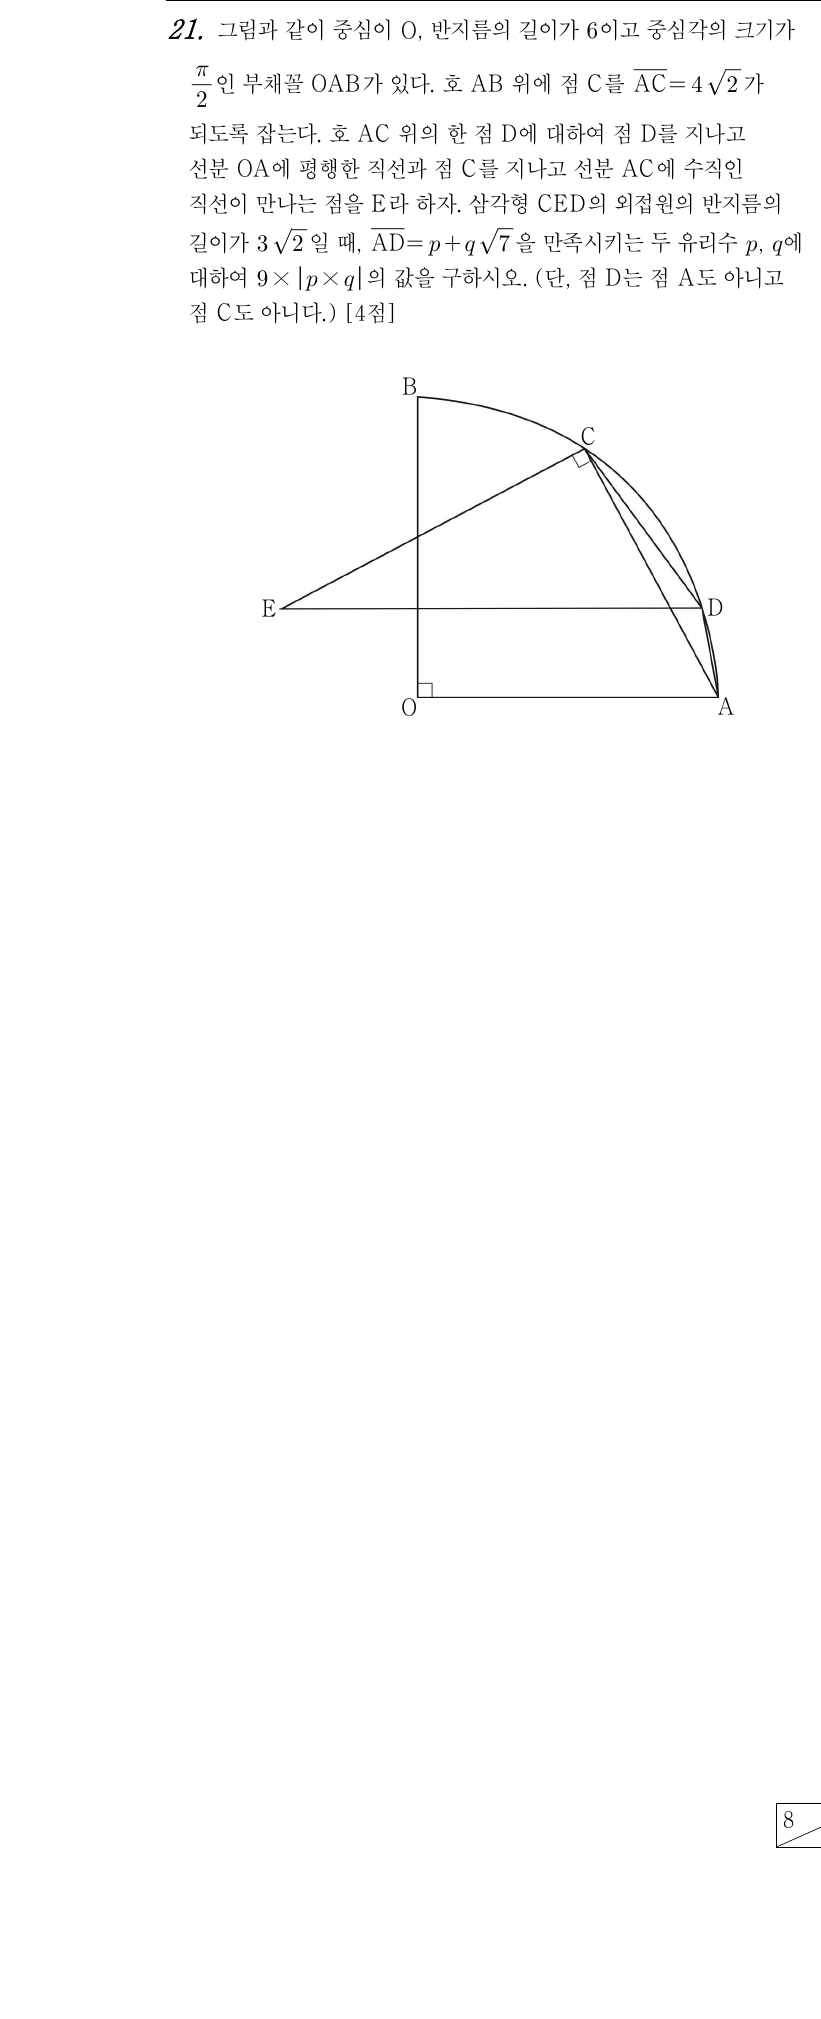 21. 그림과 같이 중심이 O, 반지름의 길이가 6이고 중심각의 크기가
π/2인 부채꼴 OAB가 있다. 호 AB 위에 점 C를 \overline{AC}=4√2가
되도록 잡는다. 호 AC 위의 한 점 D에 대하여 점 D를 지나고
선분 OA에 평행한 직선과 점 C를 지나고 선분 AC에 수직인
직선이 만나는 점을 E라 하자. 삼각형 CED의 외접원의 반지름의
길이가 3√2일 때, \overline{AD}=p+q√7을 만족시키는 두 유리수 p, q에
대하여 9×|p×q|의 값을 구하시오. (단, 점 D는 점 A도 아니고
점 C도 아니다.) [4점]
B
C
E
D
O
A
8